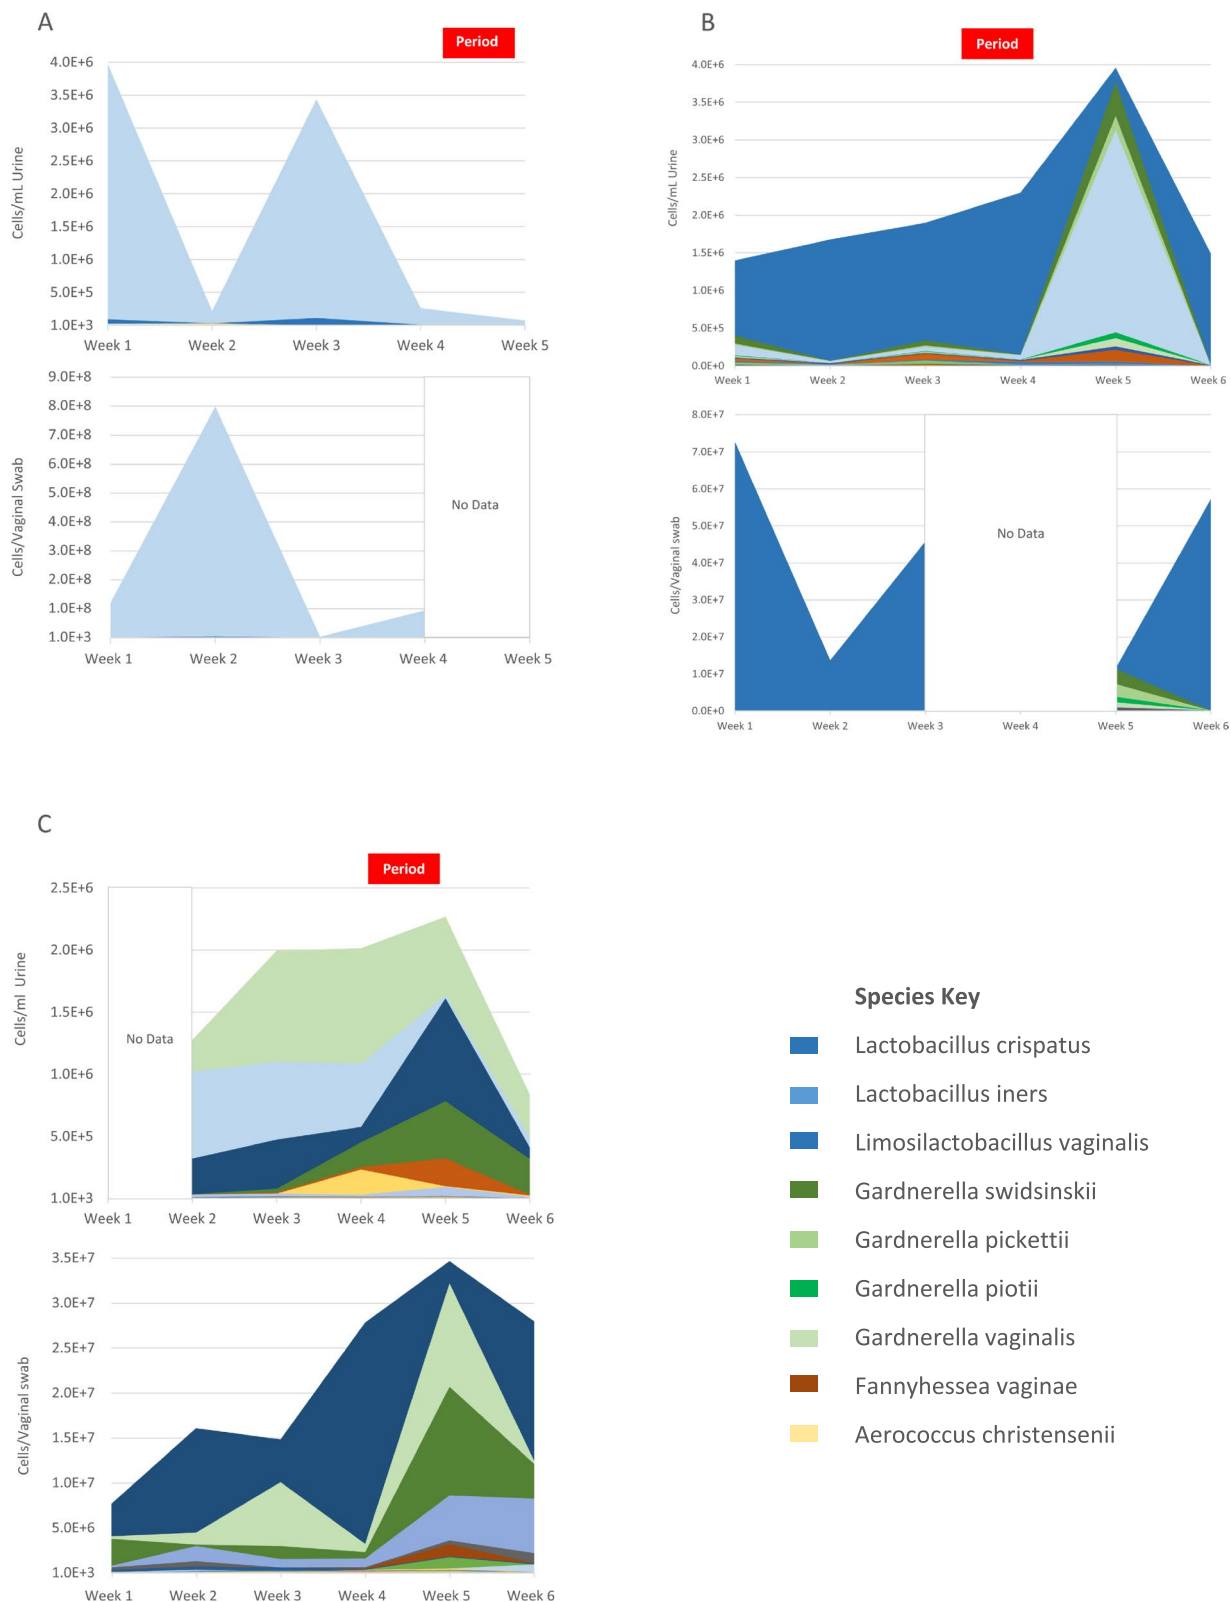 A
Period
4.0E+6
3.5E+6
3.0E+6
2.5E+6
2.0E+6
1.5E+6
1.0E+6
5.0E+5
1.0E+3
Cells/mL Urine
Week 1 Week 2 Week 3 Week 4 Week 5
9.0E+8
8.0E+8
7.0E+8
6.0E+8
5.0E+8
4.0E+8
3.0E+8
2.0E+8
1.0E+8
1.0E+3
Cells/Vaginal Swab
No Data
Week 1 Week 2 Week 3 Week 4 Week 5
B
Period
4.0E+6
3.5E+6
3.0E+6
2.5E+6
2.0E+6
1.5E+6
1.0E+6
5.0E+5
0.0E+0
Cells/mL Urine
Week 1 Week 2 Week 3 Week 4 Week 5 Week 6
8.0E+7
7.0E+7
6.0E+7
5.0E+7
4.0E+7
3.0E+7
2.0E+7
1.0E+7
0.0E+0
Cells/Vaginal swab
No Data
Week 1 Week 2 Week 3 Week 4 Week 5 Week 6
C
Period
2.5E+6
2.0E+6
1.5E+6
1.0E+6
5.0E+5
1.0E+3
Cells/ml Urine
No Data
Week 1 Week 2 Week 3 Week 4 Week 5 Week 6
3.5E+7
3.0E+7
2.5E+7
2.0E+7
1.5E+7
1.0E+7
5.0E+6
1.0E+3
Cells/Vaginal swab
Week 1 Week 2 Week 3 Week 4 Week 5 Week 6
Species Key
Lactobacillus crispatus
Lactobacillus iners
Limosilactobacillus vaginalis
Gardnerella swidsinskii
Gardnerella pickettii
Gardnerella piotii
Gardnerella vaginalis
Fannyhessea vaginae
Aerococcus christensenii